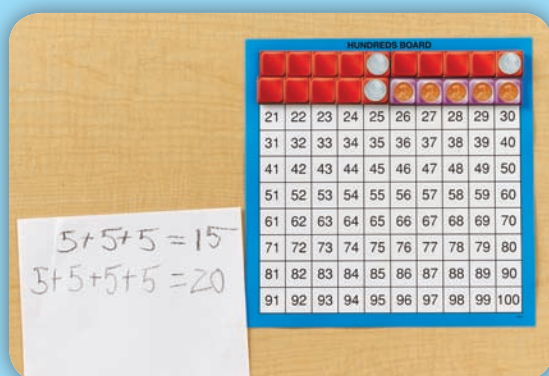 HUNDREDS BOARD
21 22 23 24 25 26 27 28 29 30
31 32 33 34 35 36 37 38 39 40
41 42 43 44 45 46 47 48 49 50
51 52 53 54 55 56 57 58 59 60
61 62 63 64 65 66 67 68 69 70
71 72 73 74 75 76 77 78 79 80
81 82 83 84 85 86 87 88 89 90
91 92 93 94 95 96 97 98 99 100
5+5+5=15
5+5+5+5=20